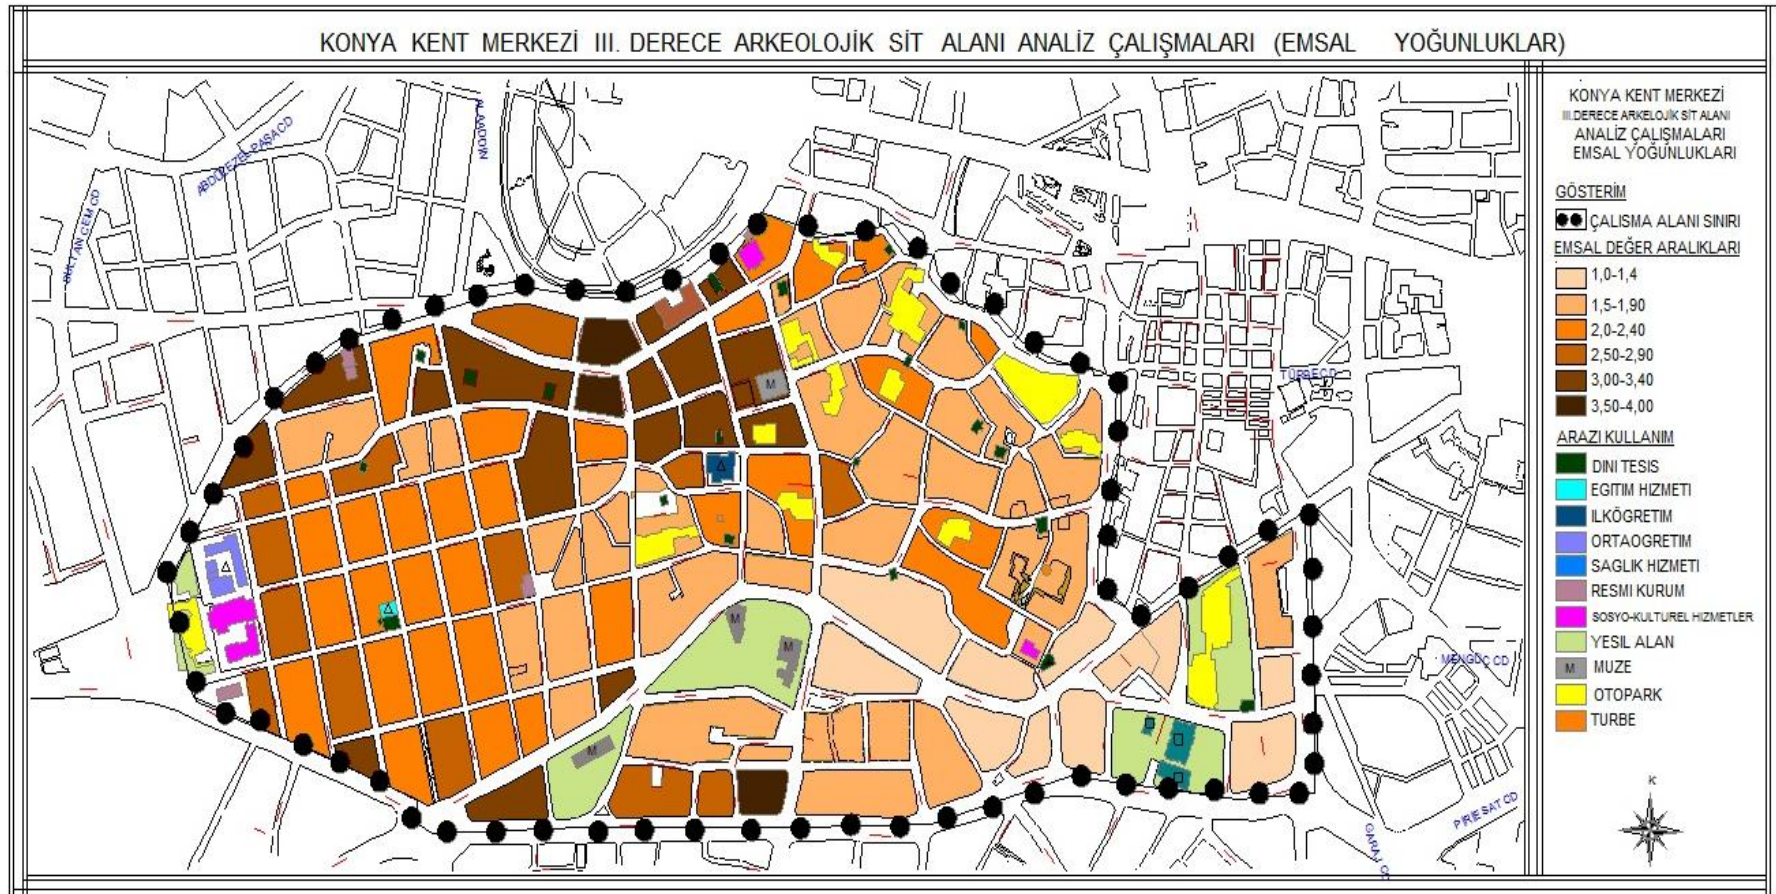 KONYA KENT MERKEZİ III. DERECE ARKEOLOJİK SİT ALANI ANALİZ ÇALIŞMALARI (EMSAL YOĞUNLUKLAR)
KONYA KENT MERKEZİ
III.DERECE ARKELOJİK SİT ALANI
ANALİZ ÇALIŞMALARI
EMSAL YOĞUNLUKLARI
GÖSTERİM
ÇALISMA ALANI SINIRI
EMSAL DEĞER ARALIKLARI
1,0-1,4
1,5-1,90
2,0-2,40
2,50-2,90
3,00-3,40
3,50-4,00
ARAZI KULLANIM
DINI TESIS
EGITIM HIZMETI
ILKÖGRETIM
ORTAOGRETIM
SAGLIK HIZMETI
RESMI KURUM
SOSYO-KULTUREL HIZMETLER
YESIL ALAN
M MUZE
OTOPARK
TURBE
K
ALAADDİN
ABDÜLEZEL PAŞA CD
SULTAN CEM CD
TÜRBE CD
M
M
M
M
MENGÜÇ CD
PİRİESAT CD
GARAJ CD